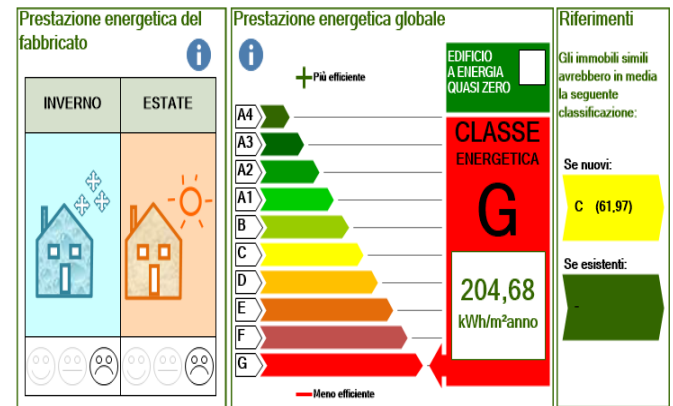 Prestazione energetica del
fabbricato
i
INVERNO
ESTATE
Prestazione energetica globale
i
Più efficiente
A4
A3
A2
A1
B
C
D
E
F
G
Meno efficiente
EDIFICIO
A ENERGIA
QUASI ZERO
CLASSE
ENERGETICA
G
204,68
kWh/m²anno
Riferimenti
Gli immobili simili
avrebbero in media
la seguente
classificazione:
Se nuovi:
C (61,97)
Se esistenti:
-